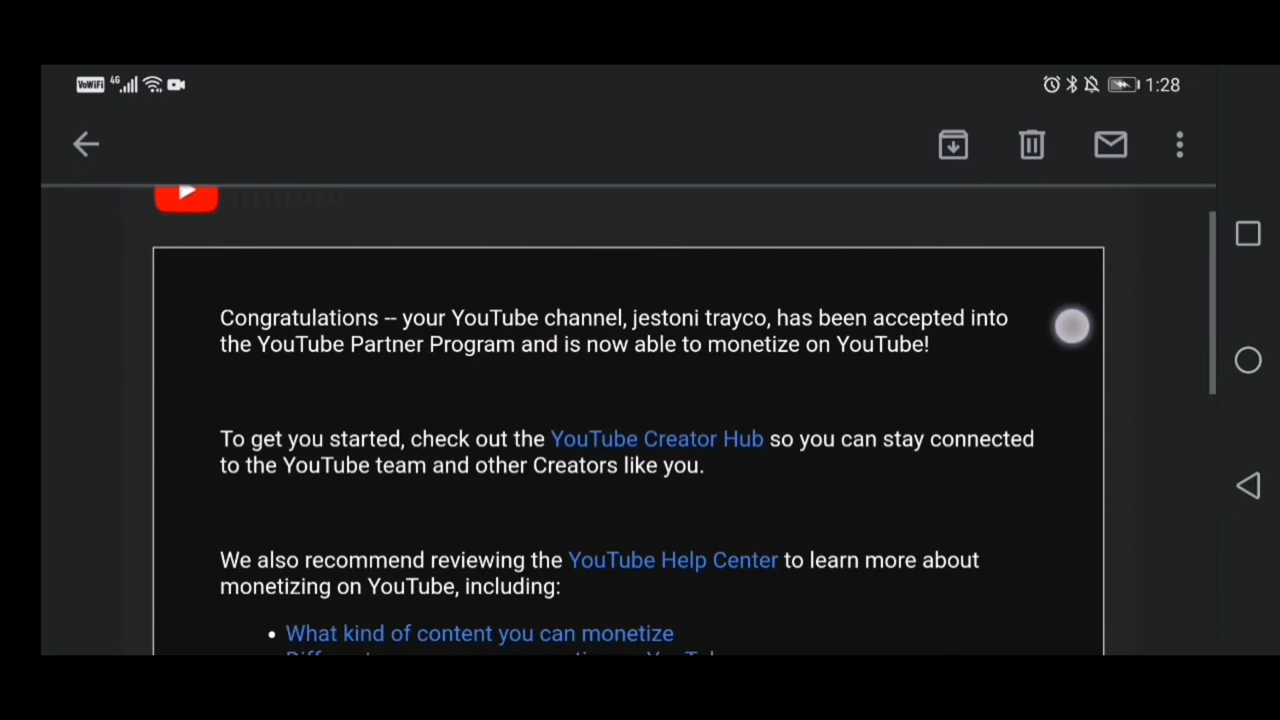 VoWiFi 4G 1:28
Congratulations -- your YouTube channel, jestoni trayco, has been accepted into
the YouTube Partner Program and is now able to monetize on YouTube!
To get you started, check out the YouTube Creator Hub so you can stay connected
to the YouTube team and other Creators like you.
We also recommend reviewing the YouTube Help Center to learn more about
monetizing on YouTube, including:
• What kind of content you can monetize